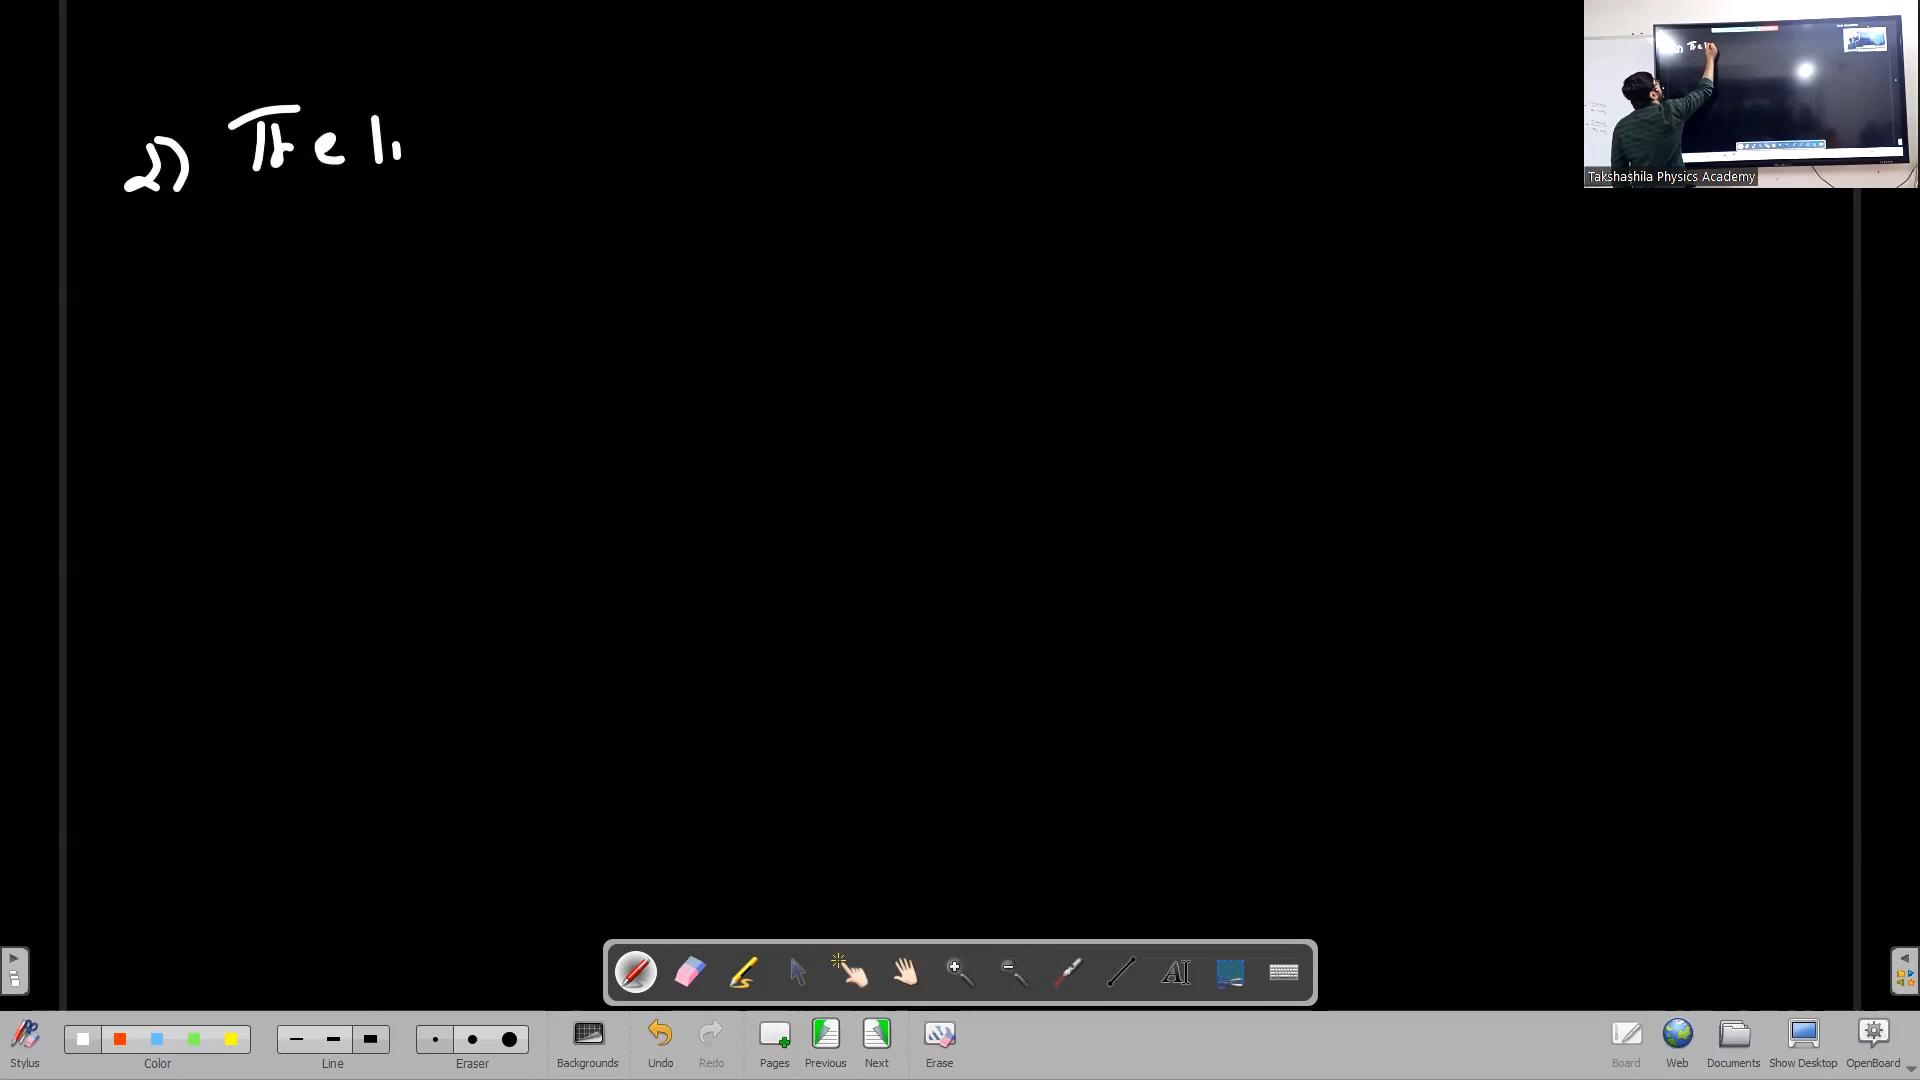 Takshashila Physics Academy
2)
Stylus
Color
Line
Eraser
Backgrounds
Undo
Redo
Pages
Previous
Next
Erase
Board
Web
Documents
Show Desktop
OpenBoard